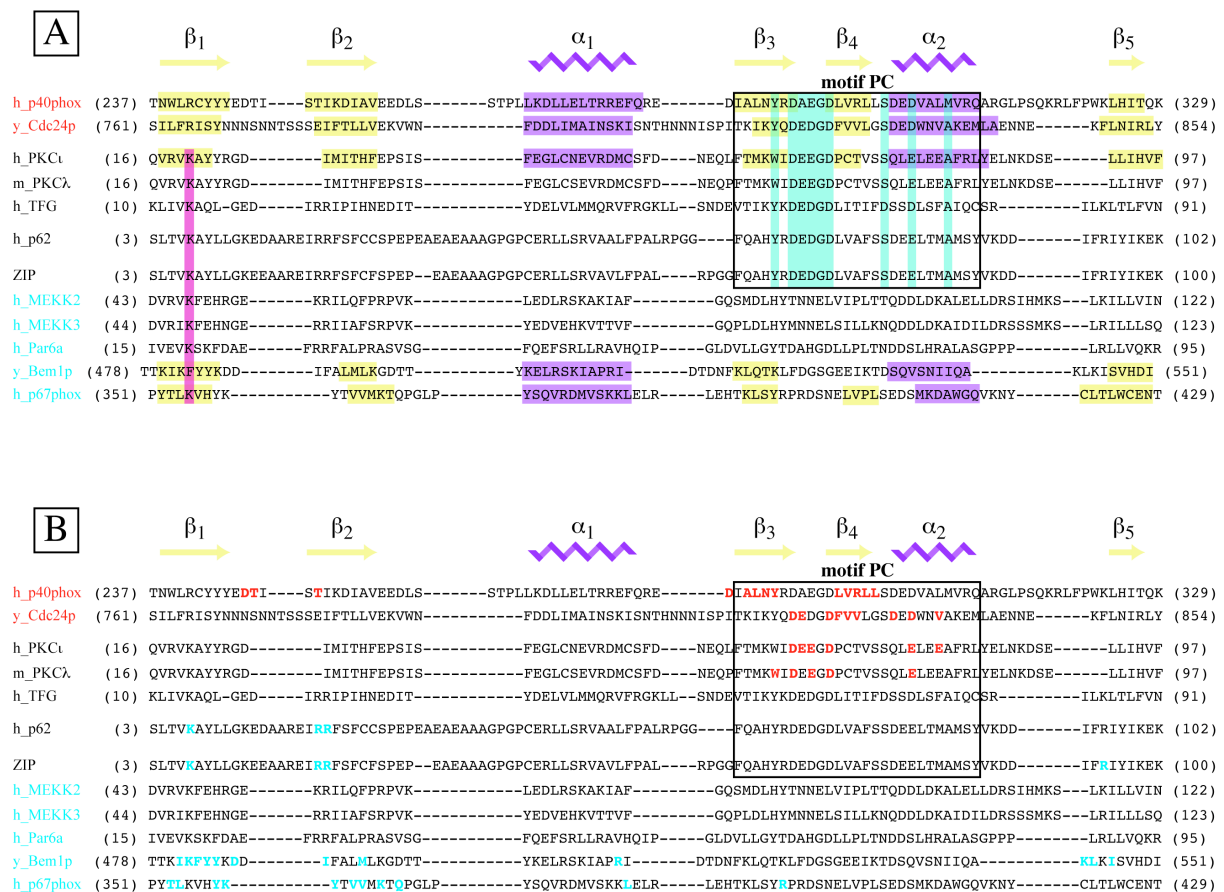 A
β1 β2 α1 β3 β4 α2 β5
motif PC
h_p40phox (237) TNWLRCYYYEDTI-----STIKDIAVEEDLS-------STPLLKDLLELTRREFQRE---------DIALNYRDAEGDLVRLLSDEDVALMVRQARGLPSQKRLFPWKLHITQK (329)
y_Cdc24p (761) SILFRISYNNNSNNTSSSEIFTLLVEKVWN---------FDDLIMAINSKISNTHNNNISPITKIKYQDEDGDFVVLGSDEDWNVAKEMLAENNE-------KFLNIRLY (854)
h_PKCι (16) QVRVKAYYRGD--------IMITHFEPSIS---------FEGLCNEVRDMCSFD----NEQLFTMKWIDEEGDPCTVSSQLELEEAFRLYELNKDSE------LLIHVF (97)
m_PKCλ (16) QVRVKAYYRGD--------IMITHFEPSIS---------FEGLCSEVRDMCSFD----NEQPFTMKWIDEEGDPCTVSSQLELEEAFRLYELNKDSE------LLIHVF (97)
h_TFG (10) KLIVKAQL-GED------IRRIPIHNEDIT---------YDELVLMMQRVFRGKLL---SNDEVTIKYKDEDGDLITIFDSSDLSFAIQCSR---------ILKLTLFVN (91)
h_p62 (3) SLTVKAYLLGKEDAAREIRRFSFCCSPEPEAEAEAAAGPGPCERLLSRVAALFPALRPGG----FQAHYRDEDGDLVAFSSDEELTMAMSYVKDD------IFRIYIKEK (102)
ZIP (3) SLTVKAYLLGKEEAAREIRRFSFCFSPEP---EAEAAAGPGPCERLLSRVAVLFPAL-----RPGGFQAHYRDEDGDLVAFSSDEELTMAMSYVKDD------IFRIYIKEK (100)
h_MEKK2 (43) DVRVKFEHRGE-------KRILQFPRPVK----------LEDLRSKAKIAF---------GQSMDLHYTNNELVIPLTTQDDLDKALELLDRSIHMKS-----LKILLVIN (122)
h_MEKK3 (44) DVRIKFEHNGE-------RRIIAFSRPVK----------YEDVEHKVTTVF---------GQPLDLHYMNNELSILLKNQDDLDKAIDILDRSSSMKS-----LRILLLSQ (123)
h_Par6a (15) IVEVKSKFDAE------FRRFALPRASVSG---------FQEFSRLLRAVHQIP-----GLDVLLGYTDAHGDLLPLTNDDSLHRALASGPPP---------LRLLVQKR (95)
y_Bem1p (478) TTKIKFYYKDD-------IFALMLKGDTT----------YKELRSKIAPRI-------DTDNFKLQTKLFDGSGEEIKTDSQVSNIIQA----------KLKISVHDI (551)
h_p67phox (351) PYTLKVHYK----------YTVVMKTQPGLP--------YSQVRDMVSKKLELR------LEHTKLSYRPRDSNELVPLSEDSMKDAWGQVKNY-------CLTLWCENT (429)
B
β1 β2 α1 β3 β4 α2 β5
motif PC
h_p40phox (237) TNWLRCYYYEDTI-----STIKDIAVEEDLS-------STPLLKDLLELTRREFQRE---------DIALNYRDAEGDLVRLLSDEDVALMVRQARGLPSQKRLFPWKLHITQK (329)
y_Cdc24p (761) SILFRISYNNNSNNTSSSEIFTLLVEKVWN---------FDDLIMAINSKISNTHNNNISPITKIKYQDEDGDFVVLGSDEDWNVAKEMLAENNE-------KFLNIRLY (854)
h_PKCι (16) QVRVKAYYRGD--------IMITHFEPSIS---------FEGLCNEVRDMCSFD----NEQLFTMKWIDEEGDPCTVSSQLELEEAFRLYELNKDSE------LLIHVF (97)
m_PKCλ (16) QVRVKAYYRGD--------IMITHFEPSIS---------FEGLCSEVRDMCSFD----NEQPFTMKWIDEEGDPCTVSSQLELEEAFRLYELNKDSE------LLIHVF (97)
h_TFG (10) KLIVKAQL-GED------IRRIPIHNEDIT---------YDELVLMMQRVFRGKLL---SNDEVTIKYKDEDGDLITIFDSSDLSFAIQCSR---------ILKLTLFVN (91)
h_p62 (3) SLTVKAYLLGKEDAAREIRRFSFCCSPEPEAEAEAAAGPGPCERLLSRVAALFPALRPGG----FQAHYRDEDGDLVAFSSDEELTMAMSYVKDD------IFRIYIKEK (102)
ZIP (3) SLTVKAYLLGKEEAAREIRRFSFCFSPEP---EAEAAAGPGPCERLLSRVAVLFPAL-----RPGGFQAHYRDEDGDLVAFSSDEELTMAMSYVKDD------IFRIYIKEK (100)
h_MEKK2 (43) DVRVKFEHRGE-------KRILQFPRPVK----------LEDLRSKAKIAF---------GQSMDLHYTNNELVIPLTTQDDLDKALELLDRSIHMKS-----LKILLVIN (122)
h_MEKK3 (44) DVRIKFEHNGE-------RRIIAFSRPVK----------YEDVEHKVTTVF---------GQPLDLHYMNNELSILLKNQDDLDKAIDILDRSSSMKS-----LRILLLSQ (123)
h_Par6a (15) IVEVKSKFDAE------FRRFALPRASVSG---------FQEFSRLLRAVHQIP-----GLDVLLGYTDAHGDLLPLTNDDSLHRALASGPPP---------LRLLVQKR (95)
y_Bem1p (478) TTKIKFYYKDD-------IFALMLKGDTT----------YKELRSKIAPRI-------DTDNFKLQTKLFDGSGEEIKTDSQVSNIIQA----------KLKISVHDI (551)
h_p67phox (351) PYTLKVHYK----------YTVVMKTQPGLP--------YSQVRDMVSKKLELR------LEHTKLSYRPRDSNELVPLSEDSMKDAWGQVKNY-------CLTLWCENT (429)